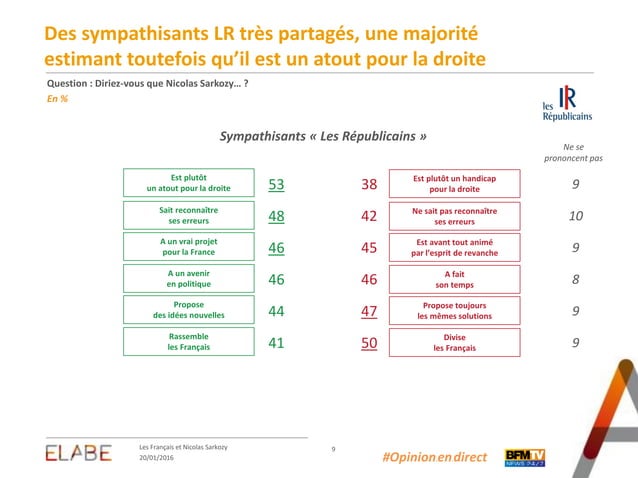 Des sympathisants LR très partagés, une majorité
estimant toutefois qu’il est un atout pour la droite
Question : Diriez-vous que Nicolas Sarkozy… ?
En %
les
R
Républicains
Sympathisants « Les Républicains »
Ne se
prononcent pas
Est plutôt
un atout pour la droite
53
38
Est plutôt un handicap
pour la droite
9
Sait reconnaître
ses erreurs
48
42
Ne sait pas reconnaître
ses erreurs
10
A un vrai projet
pour la France
46
45
Est avant tout animé
par l’esprit de revanche
9
A un avenir
en politique
46
46
A fait
son temps
8
Propose
des idées nouvelles
44
47
Propose toujours
les mêmes solutions
9
Rassemble
les Français
41
50
Divise
les Français
9
ELABE
Les Français et Nicolas Sarkozy
20/01/2016
9
#Opinionendirect
BFMTV
NEWS 24/7